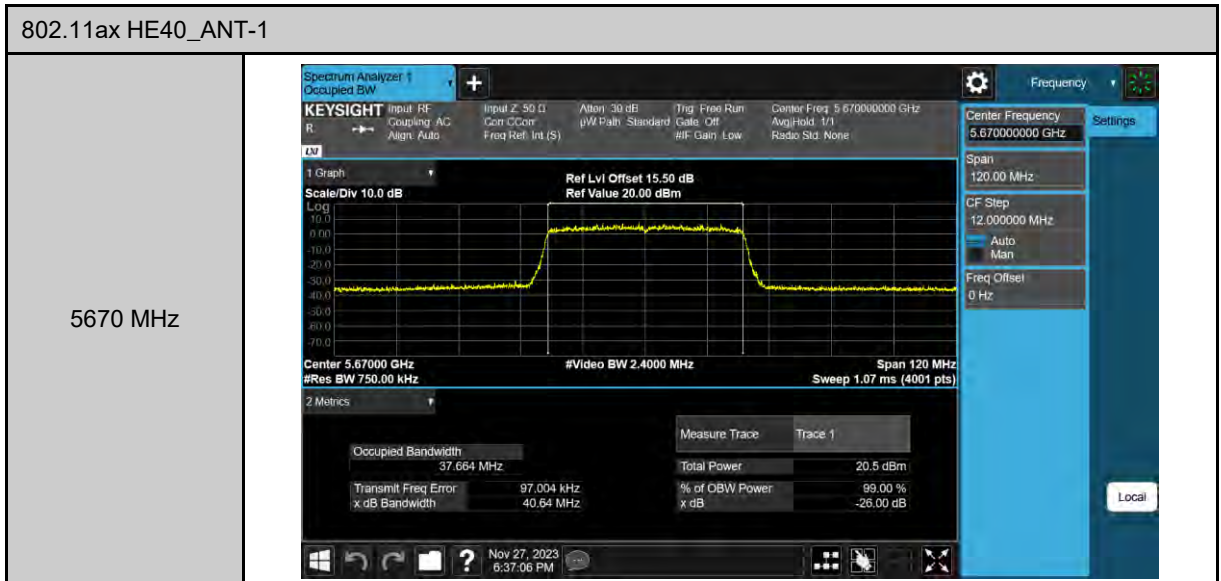 802.11ax HE40_ANT-1
5670 MHz
Spectrum Analyzer 1
Occupied BW
Frequency
KEYSIGHT Input: RF Input Z: 50 Ω Atten: 30 dB Trig: Free Run Center Freq: 5.670000000 GHz
R Coupling: AC Corr CCorr µW Path: Standard Gate: Off Avg|Hold: 1/1
Align: Auto Freq Ref: Int (S) #IF Gain: Low Radio Std: None
LXI
Center Frequency
5.670000000 GHz
Settings
Span
120.00 MHz
CF Step
12.000000 MHz
Auto
Man
Freq Offset
0 Hz
1 Graph
Ref Lvl Offset 15.50 dB
Scale/Div 10.0 dB Ref Value 20.00 dBm
Log
10.0
0.00
-10.0
-20.0
-30.0
-40.0
-50.0
-60.0
-70.0
Center 5.67000 GHz #Video BW 2.4000 MHz Span 120 MHz
#Res BW 750.00 kHz Sweep 1.07 ms (4001 pts)
2 Metrics
Measure Trace Trace 1
Occupied Bandwidth
37.664 MHz
Total Power 20.5 dBm
Transmit Freq Error 97.004 kHz % of OBW Power 99.00 %
x dB Bandwidth 40.64 MHz x dB -26.00 dB
Local
? Nov 27, 2023
6:37:06 PM